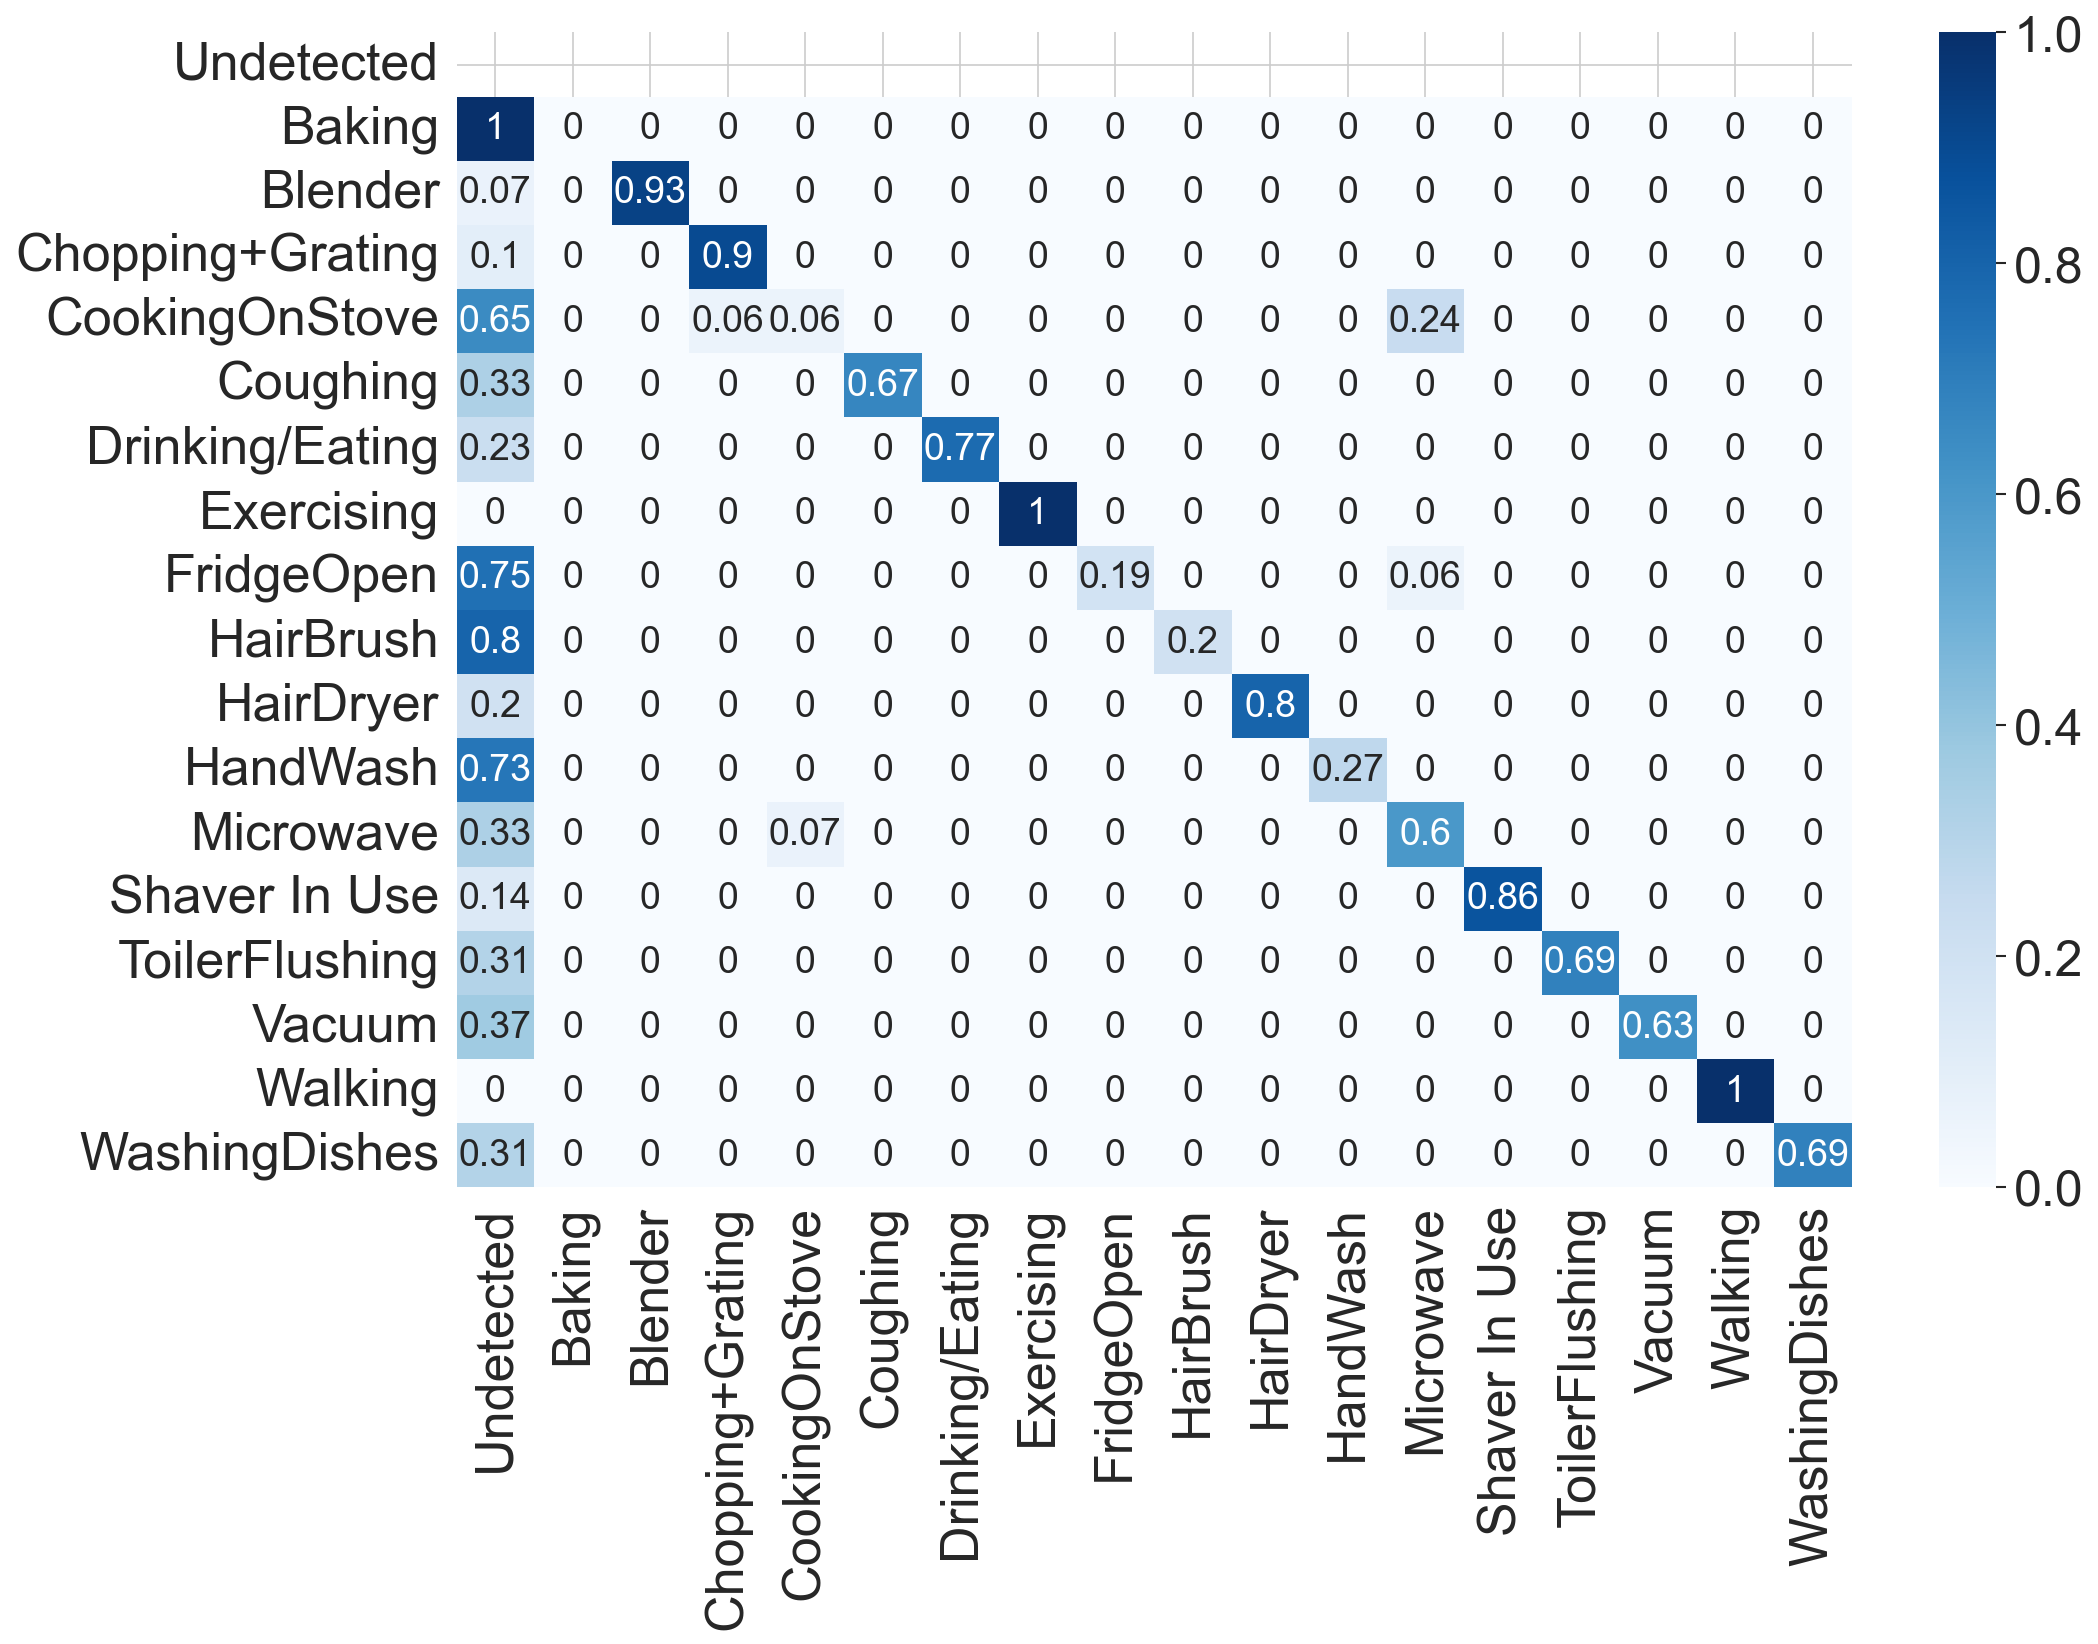 Undetected
Baking 1 0 0 0 0 0 0 0 0 0 0 0 0 0 0 0 0 0
Blender 0.07 0 0.93 0 0 0 0 0 0 0 0 0 0 0 0 0 0 0
Chopping+Grating 0.1 0 0 0.9 0 0 0 0 0 0 0 0 0 0 0 0 0 0
CookingOnStove 0.65 0 0 0.06 0.06 0 0 0 0 0 0 0 0.24 0 0 0 0 0
Coughing 0.33 0 0 0 0 0.67 0 0 0 0 0 0 0 0 0 0 0 0
Drinking/Eating 0.23 0 0 0 0 0 0.77 0 0 0 0 0 0 0 0 0 0 0
Exercising 0 0 0 0 0 0 0 1 0 0 0 0 0 0 0 0 0 0
FridgeOpen 0.75 0 0 0 0 0 0 0 0.19 0 0 0 0.06 0 0 0 0 0
HairBrush 0.8 0 0 0 0 0 0 0 0 0.2 0 0 0 0 0 0 0 0
HairDryer 0.2 0 0 0 0 0 0 0 0 0 0.8 0 0 0 0 0 0 0
HandWash 0.73 0 0 0 0 0 0 0 0 0 0 0.27 0 0 0 0 0 0
Microwave 0.33 0 0 0 0.07 0 0 0 0 0 0 0 0.6 0 0 0 0 0
Shaver In Use 0.14 0 0 0 0 0 0 0 0 0 0 0 0 0.86 0 0 0 0
ToilerFlushing 0.31 0 0 0 0 0 0 0 0 0 0 0 0 0 0.69 0 0 0
Vacuum 0.37 0 0 0 0 0 0 0 0 0 0 0 0 0 0 0.63 0 0
Walking 0 0 0 0 0 0 0 0 0 0 0 0 0 0 0 0 1 0
WashingDishes 0.31 0 0 0 0 0 0 0 0 0 0 0 0 0 0 0 0 0.69
Undetected
Baking
Blender
Chopping+Grating
CookingOnStove
Coughing
Drinking/Eating
Exercising
FridgeOpen
HairBrush
HairDryer
HandWash
Microwave
Shaver In Use
ToilerFlushing
Vacuum
Walking
WashingDishes
1.0
0.8
0.6
0.4
0.2
0.0